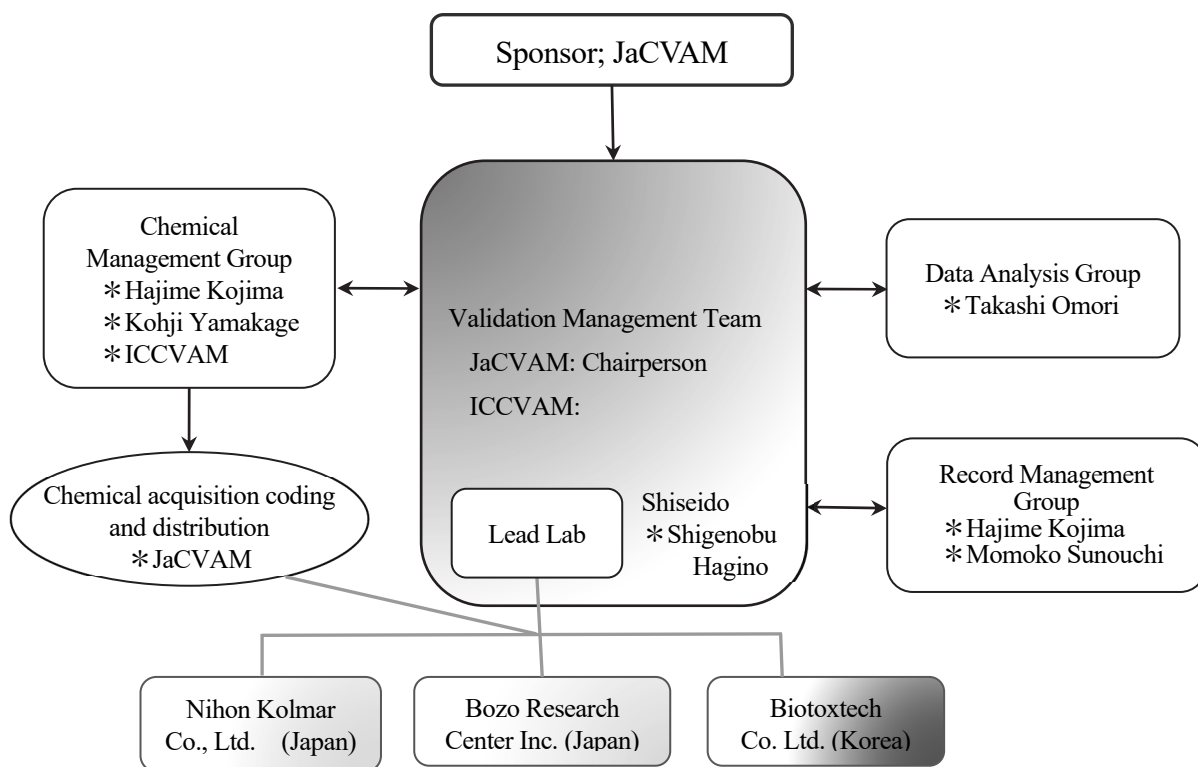 Sponsor; JaCVAM
Chemical
Management Group
＊Hajime Kojima
＊Kohji Yamakage
＊ICCVAM
Validation Management Team
JaCVAM: Chairperson
ICCVAM:
Data Analysis Group
＊Takashi Omori
Chemical acquisition coding
and distribution
＊JaCVAM
Lead Lab
Shiseido
＊Shigenobu
Hagino
Record Management
Group
＊Hajime Kojima
＊Momoko Sunouchi
Nihon Kolmar
Co., Ltd. (Japan)
Bozo Research
Center Inc. (Japan)
Biotoxtech
Co. Ltd. (Korea)